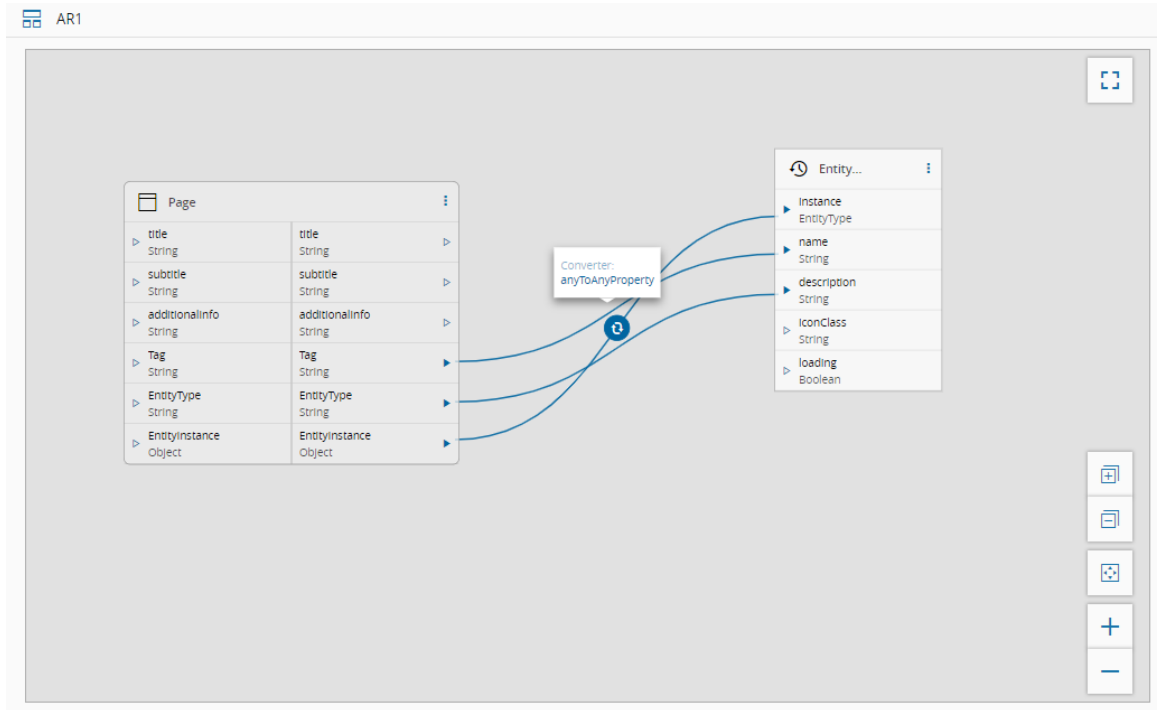 AR1
Page
title
String
title
String
subtitle
String
subtitle
String
additionalInfo
String
additionalInfo
String
Tag
String
Tag
String
EntityType
String
EntityType
String
EntityInstance
Object
EntityInstance
Object
Converter:
anyToAnyProperty
Entity...
Instance
EntityType
name
String
description
String
iconClass
String
loading
Boolean